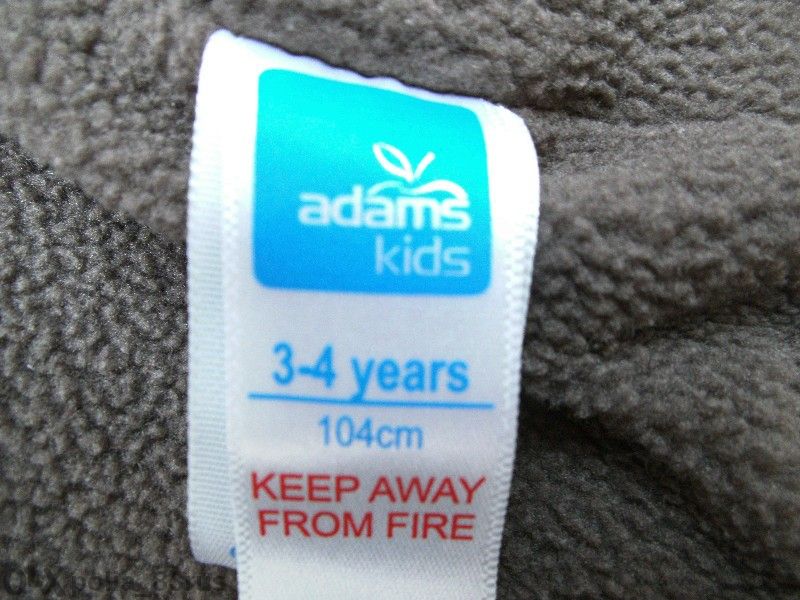 adams
kids
3-4 years
104cm
KEEP AWAY
FROM FIRE